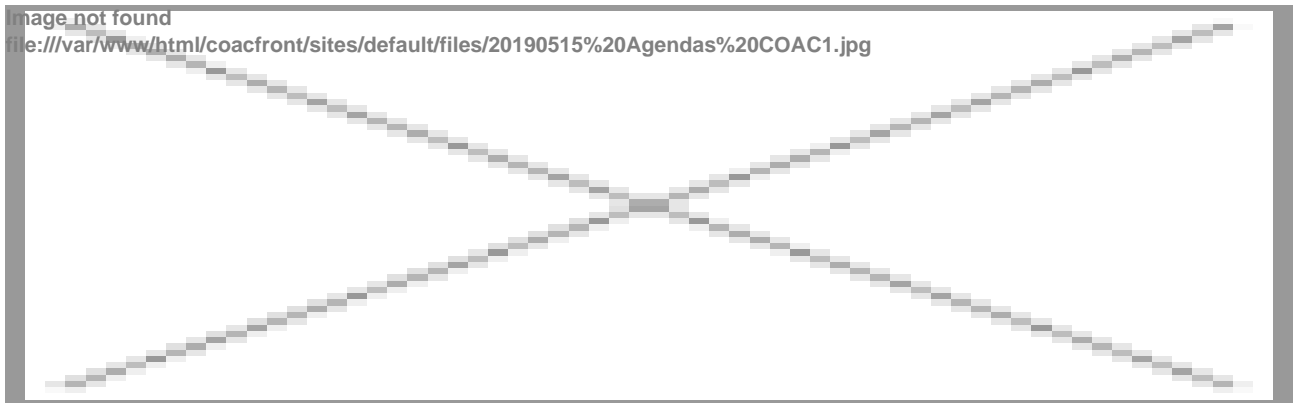 Image not found
file:///var/www/html/coacfront/sites/default/files/20190515%20Agendas%20COAC1.jpg